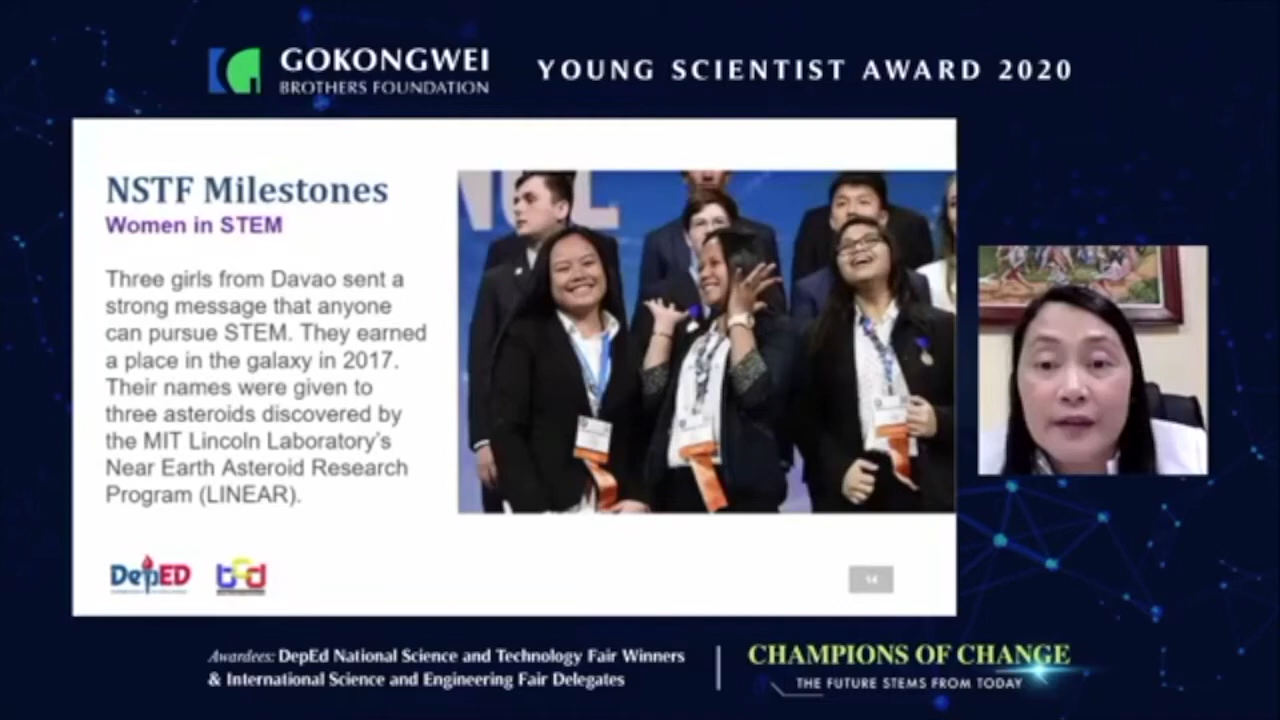 GOKONGWEI
BROTHERS FOUNDATION
YOUNG SCIENTIST AWARD 2020
NSTF Milestones
Women in STEM
Three girls from Davao sent a
strong message that anyone
can pursue STEM. They earned
a place in the galaxy in 2017.
Their names were given to
three asteroids discovered by
the MIT Lincoln Laboratory's
Near Earth Asteroid Research
Program (LINEAR).
DepED
14
Awardees: DepEd National Science and Technology Fair Winners
& International Science and Engineering Fair Delegates
CHAMPIONS OF CHANGE
THE FUTURE STEMS FROM TODAY